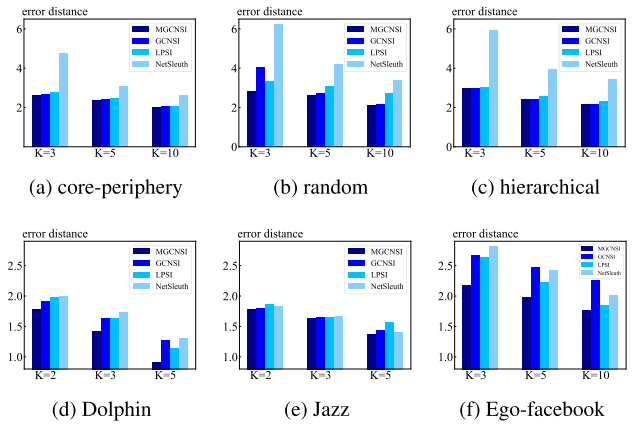 error distance
error distance
error distance
6
4
2
MGCNSI
GCNSI
LPSI
NetSleuth
K=3
K=5
K=10
6
4
2
0
MGCNSI
GCNSI
LPSI
NetSleuth
K=3
K=5
K=10
6
4
2
0
MGCNSI
GCNSI
LPSI
NetSleuth
K=3
K=5
K=10
(a) core-periphery
(b) random
(c) hierarchical
error distance
error distance
error distance
2.5
2.0
1.5
1.0
MGCNSI
GCNSI
LPSI
NetSleuth
K=2
K=3
K=5
2.5
2.0
1.5
1.0
MGCNSI
GCNSI
LPSI
NetSleuth
K=2
K=3
K=5
2.5
2.0
1.5
1.0
MGCNSI
GCNSI
LPSI
NetSleuth
K=3
K=5
K=10
(d) Dolphin
(e) Jazz
(f) Ego-facebook